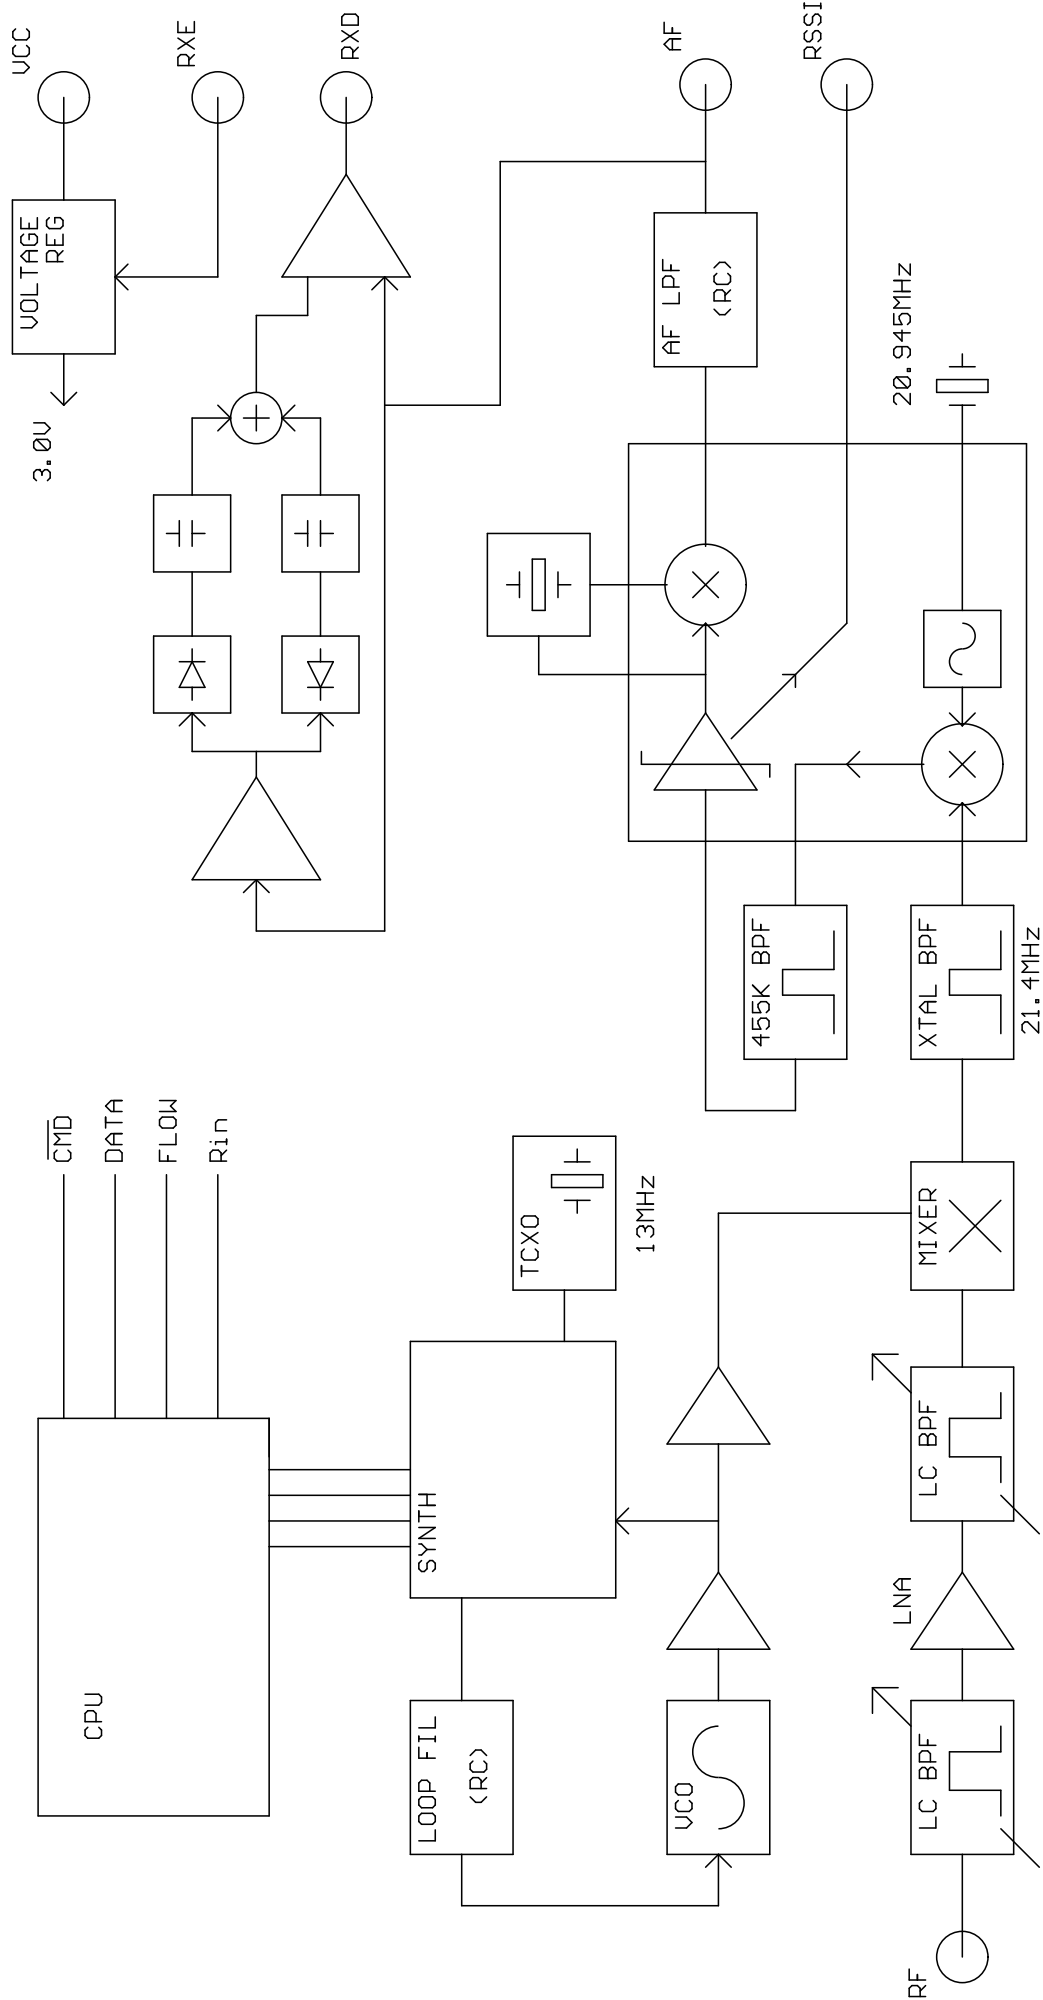 VCC
RXE
RXD
AF
RSSI
VOLTAGE
REG
3.0V
AF LPF
(RC)
20.945MHz
455K BPF
XTAL BPF
21.4MHz
CMD
DATA
FLOW
Rin
CPU
SYNTH
TCXO
13MHz
LOOP FIL
(RC)
VCO
MIXER
LC BPF
LNA
LC BPF
RF